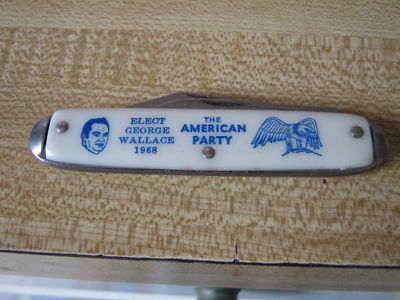 ELECT
GEORGE
WALLACE
1968
THE
AMERICAN
PARTY